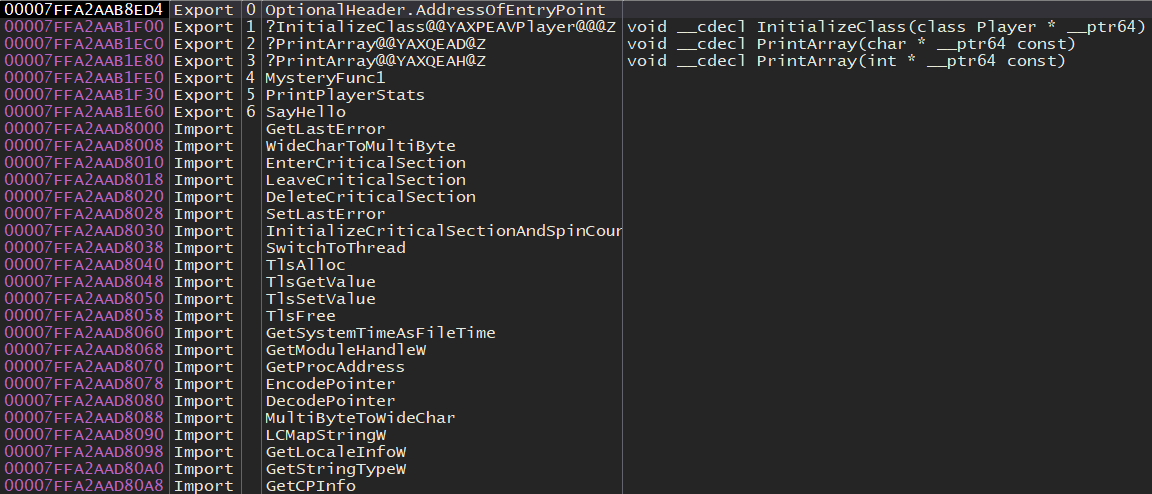 00007FFA2AAB8ED4 Export 0 OptionalHeader.AddressOfEntryPoint
00007FFA2AAB1F00 Export 1 ?InitializeClass@@YAXPEAVPlayer@@@Z void __cdecl InitializeClass(class Player * __ptr64)
00007FFA2AAB1EC0 Export 2 ?PrintArray@@YAXQEAD@Z void __cdecl PrintArray(char * __ptr64 const)
00007FFA2AAB1E80 Export 3 ?PrintArray@@YAXQEAH@Z void __cdecl PrintArray(int * __ptr64 const)
00007FFA2AAB1FE0 Export 4 MysteryFunc1
00007FFA2AAB1F30 Export 5 PrintPlayerStats
00007FFA2AAB1E60 Export 6 SayHello
00007FFA2AAD8000 Import GetLastError
00007FFA2AAD8008 Import WideCharToMultiByte
00007FFA2AAD8010 Import EnterCriticalSection
00007FFA2AAD8018 Import LeaveCriticalSection
00007FFA2AAD8020 Import DeleteCriticalSection
00007FFA2AAD8028 Import SetLastError
00007FFA2AAD8030 Import InitializeCriticalSectionAndSpinCour
00007FFA2AAD8038 Import SwitchToThread
00007FFA2AAD8040 Import TlsAlloc
00007FFA2AAD8048 Import TlsGetValue
00007FFA2AAD8050 Import TlsSetValue
00007FFA2AAD8058 Import TlsFree
00007FFA2AAD8060 Import GetSystemTimeAsFileTime
00007FFA2AAD8068 Import GetModuleHandleW
00007FFA2AAD8070 Import GetProcAddress
00007FFA2AAD8078 Import EncodePointer
00007FFA2AAD8080 Import DecodePointer
00007FFA2AAD8088 Import MultiByteToWideChar
00007FFA2AAD8090 Import LCMapStringW
00007FFA2AAD8098 Import GetLocaleInfoW
00007FFA2AAD80A0 Import GetStringTypeW
00007FFA2AAD80A8 Import GetCPInfo